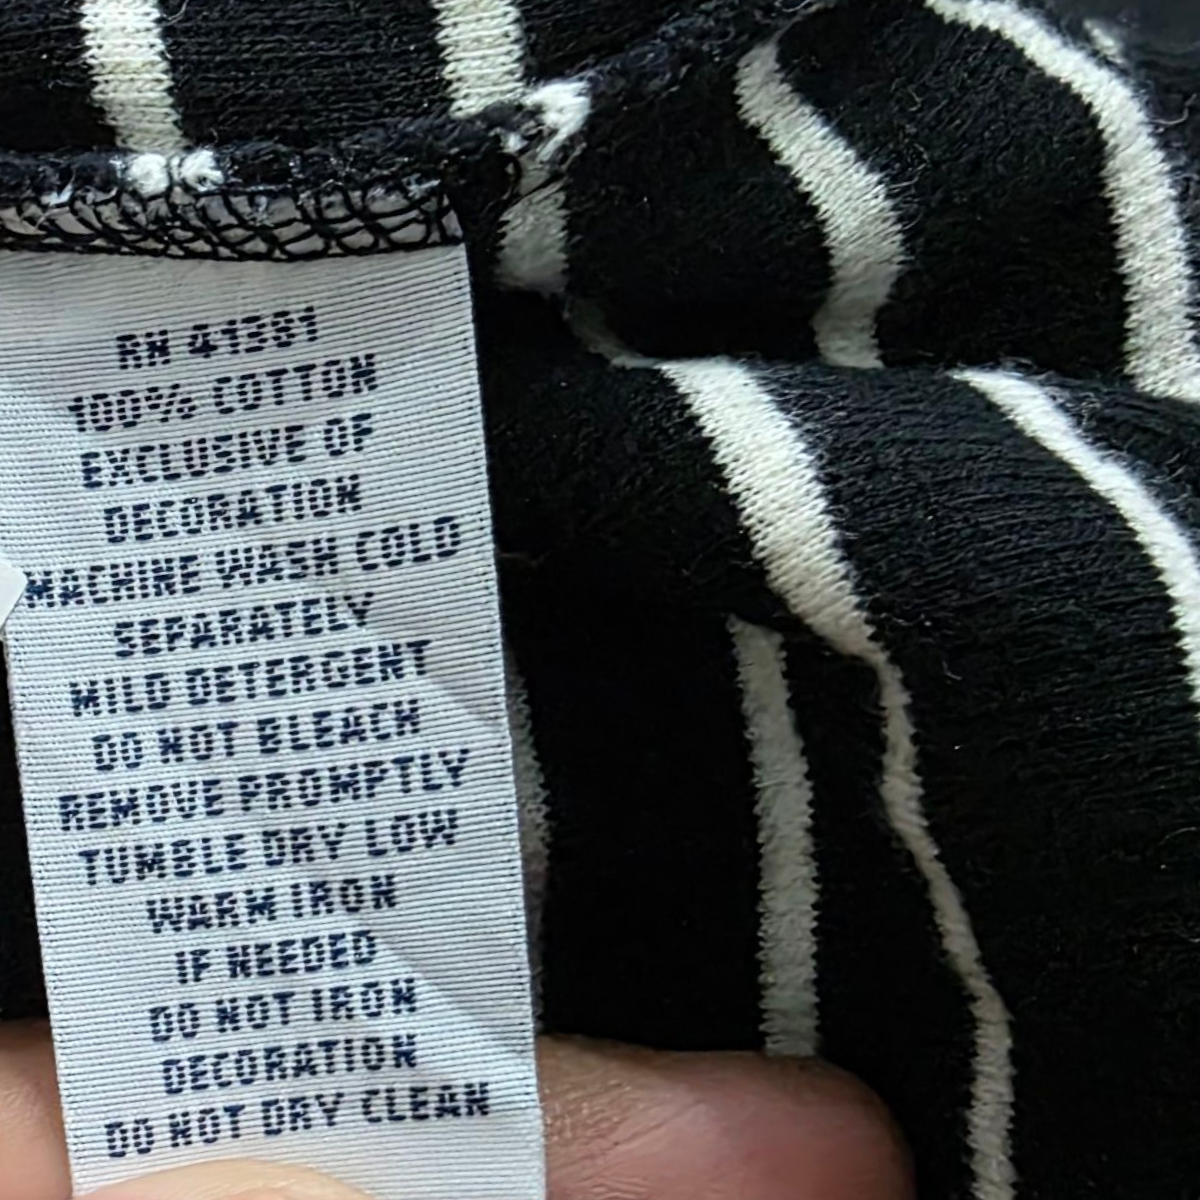 RN 41381
100% COTTON
EXCLUSIVE OF
DECORATION
MACHINE WASH COLD
SEPARATELY
MILD DETERGENT
DO NOT BLEACH
REMOVE PROMPTLY
TUMBLE DRY LOW
WARM IRON
IF NEEDED
DO NOT IRON
DECORATION
DO NOT DRY CLEAN